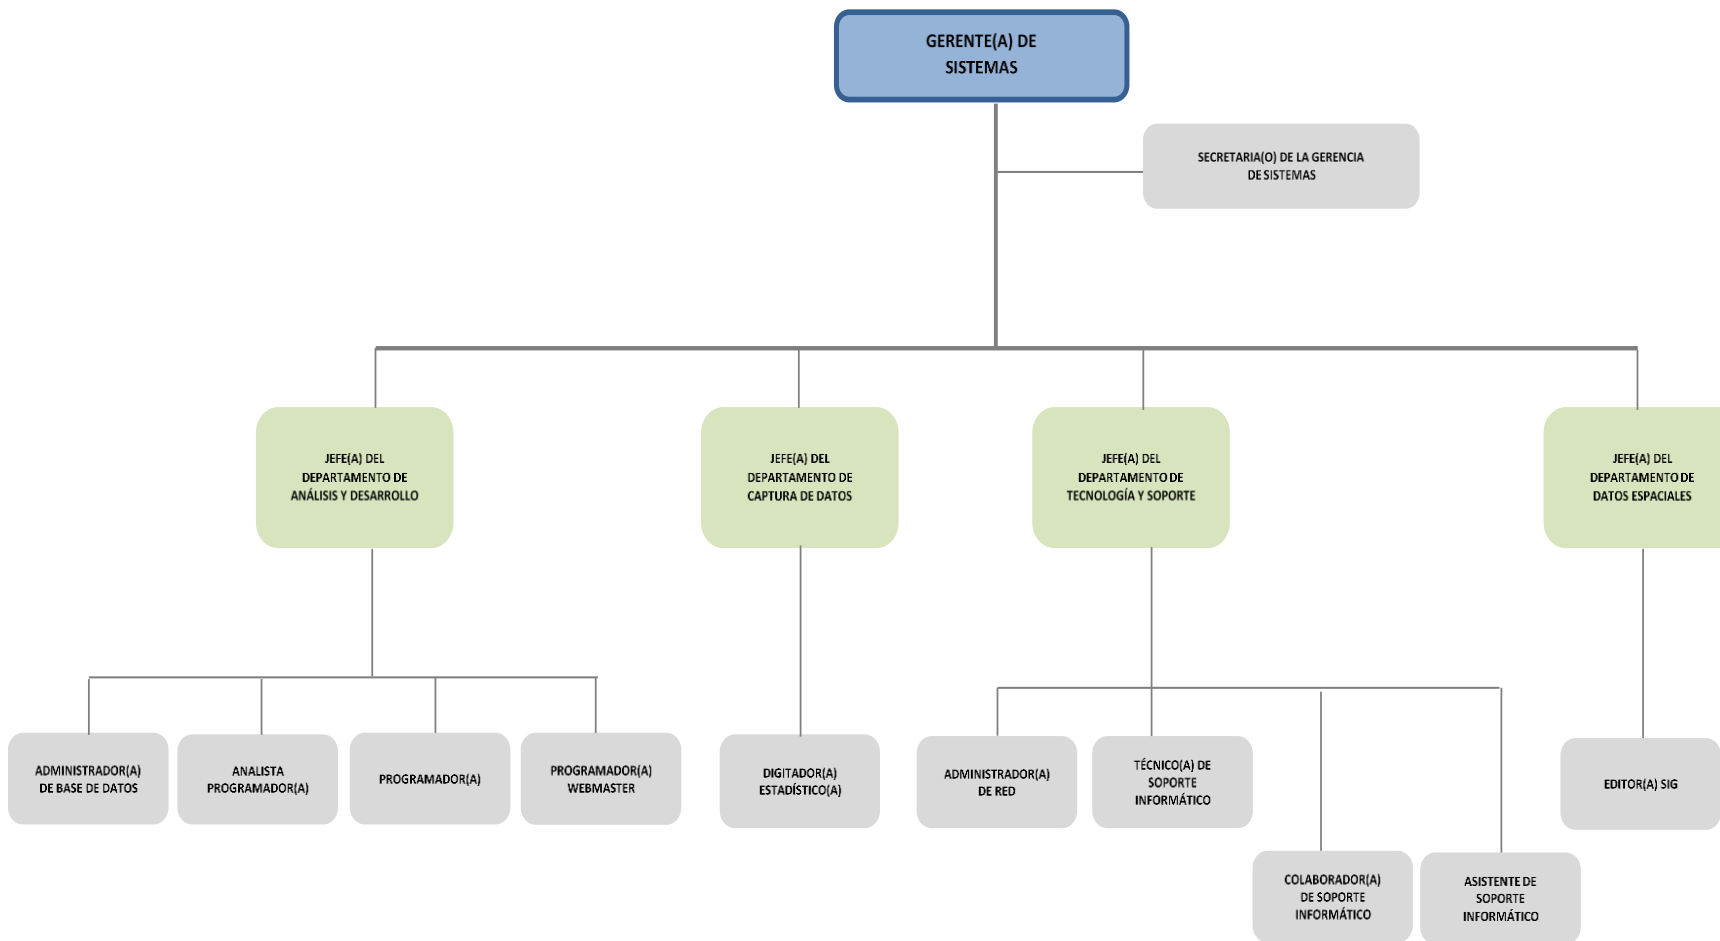 GERENTE(A) DE
SISTEMAS
SECRETARIA(O) DE LA GERENCIA
DE SISTEMAS
JEFE(A) DEL
DEPARTAMENTO DE
ANÁLISIS Y DESARROLLO
JEFE(A) DEL
DEPARTAMENTO DE
CAPTURA DE DATOS
JEFE(A) DEL
DEPARTAMENTO DE
TECNOLOGÍA Y SOPORTE
JEFE(A) DEL
DEPARTAMENTO DE
DATOS ESPACIALES
ADMINISTRADOR(A)
DE BASE DE DATOS
ANALISTA
PROGRAMADOR(A)
PROGRAMADOR(A)
PROGRAMADOR(A)
WEBMASTER
DIGITADOR(A)
ESTADÍSTICO(A)
ADMINISTRADOR(A)
DE RED
TÉCNICO(A) DE
SOPORTE
INFORMÁTICO
EDITOR(A) SIG
COLABORADOR(A)
DE SOPORTE
INFORMÁTICO
ASISTENTE DE
SOPORTE
INFORMÁTICO